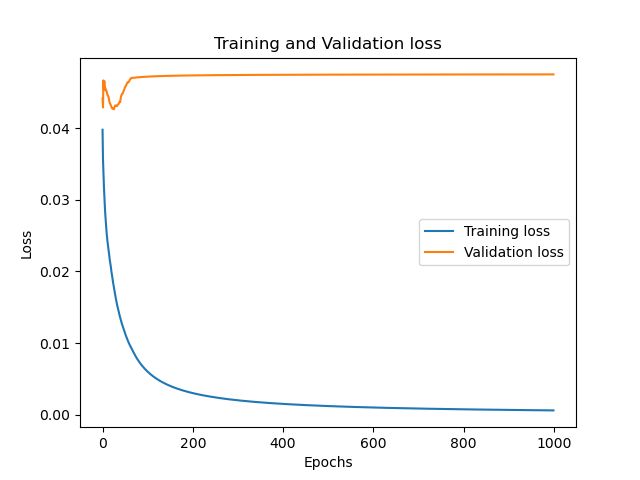 Training and Validation loss
Loss
0.04
0.03
0.02
0.01
0.00
Training loss
Validation loss
0 200 400 600 800 1000
Epochs